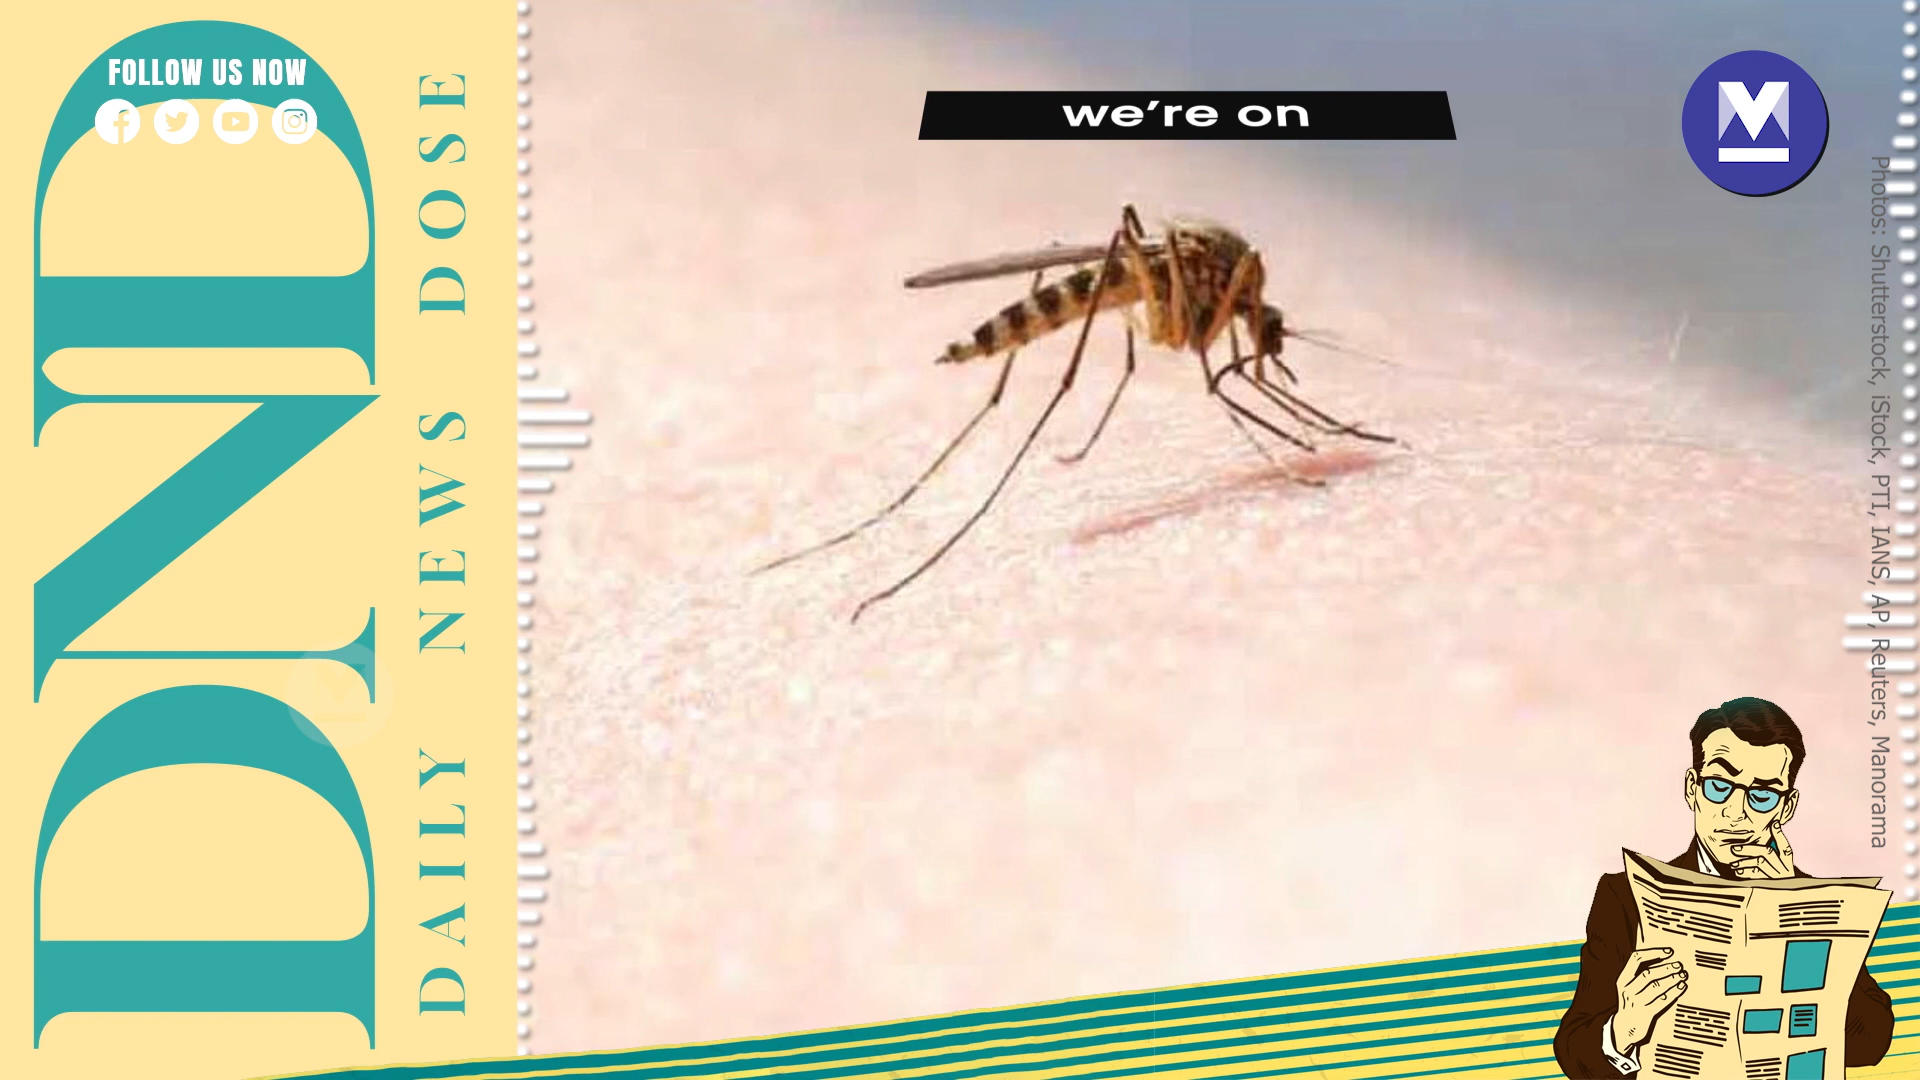 FOLLOW US NOW
DND
DAILY NEWS DOSE
we're on
Photos: Shutterstock, iStock, PTI, IANS, AP, Reuters, Manorama